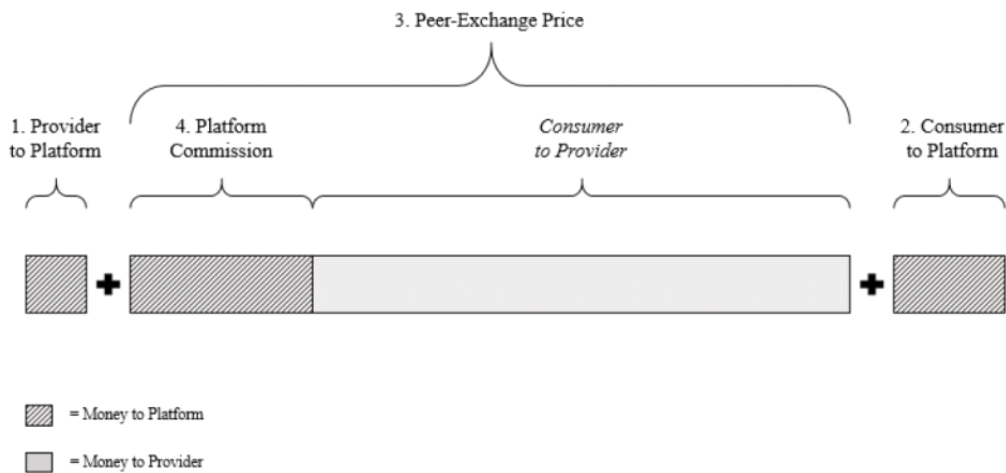 3. Peer-Exchange Price
1. Provider
to Platform
4. Platform
Commission
Consumer
to Provider
2. Consumer
to Platform
= Money to Platform
= Money to Provider